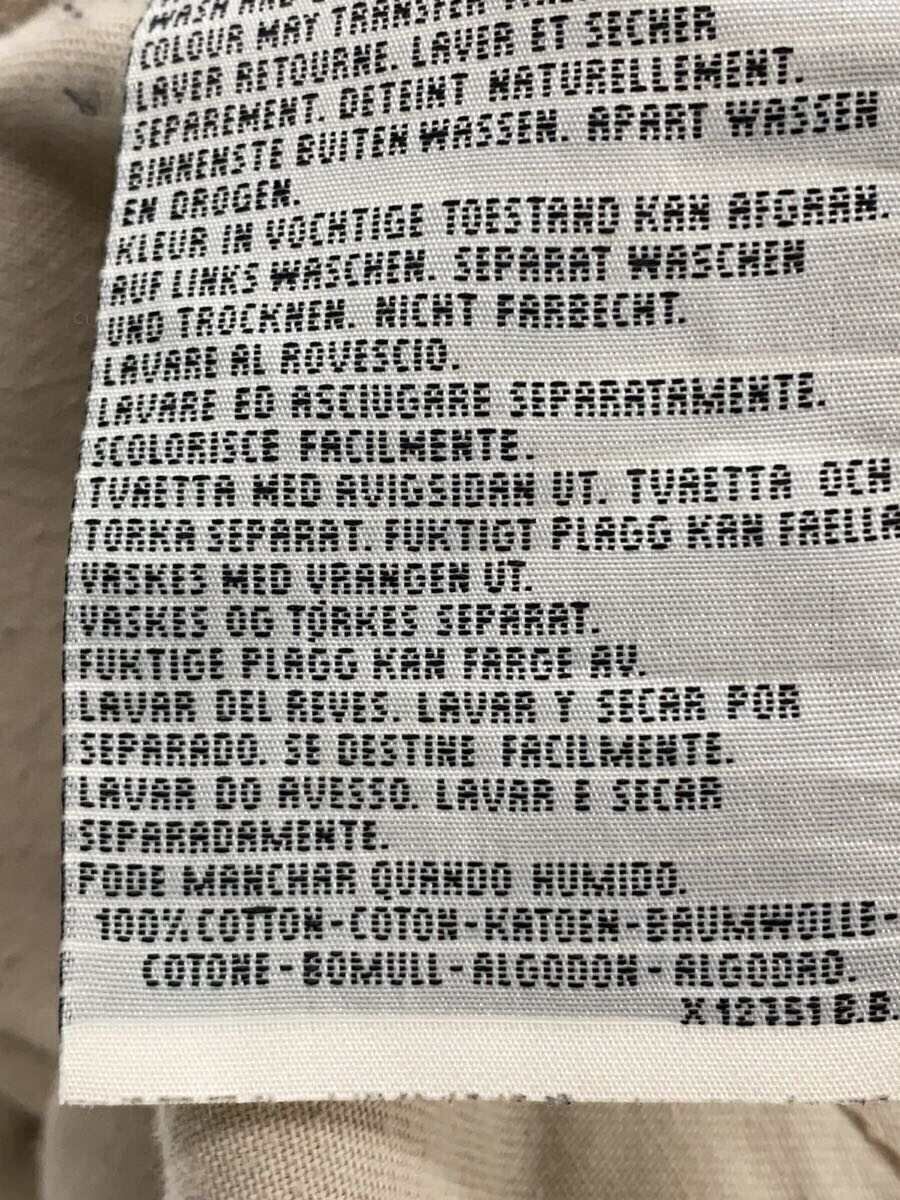 WASH AND
COLOUR MAY TRANSFER
LAVER RETOURNE. LAVER ET SECHER
SEPAREMENT. DETEINT NATURELLEMENT.
BINNENSTE BUITEN WASSEN. APART WASSEN
EN DROGEN.
KLEUR IN VOCHTIGE TOESTAND KAN AFGAAN.
AUF LINKS WASCHEN. SEPARAT WASCHEN
UND TROCKNEN. NICHT FARBECHT.
LAVARE AL ROVESCIO.
LAVARE ED ASCIUGARE SEPARATAMENTE.
SCOLORISCE FACILMENTE.
TVAETTA MED AVIGSIDAN UT. TVAETTA OCH
TORKA SEPARAT. FUKTIGT PLAGG KAN FAELLA
VASKES MED VRANGEN UT.
VASKES OG TØRKES SEPARAT.
FUKTIGE PLAGG KAN FARGE AV.
LAVAR DEL REVES. LAVAR Y SECAR POR
SEPARADO. SE DESTINE FACILMENTE.
LAVAR DO AVESSO. LAVAR E SECAR
SEPARADAMENTE.
PODE MANCHAR QUANDO HUMIDO.
100% COTTON-COTON-KATOEN-BAUMWOLLE-
COTONE-BOMULL-ALGODON-ALGODAO.
B.B.